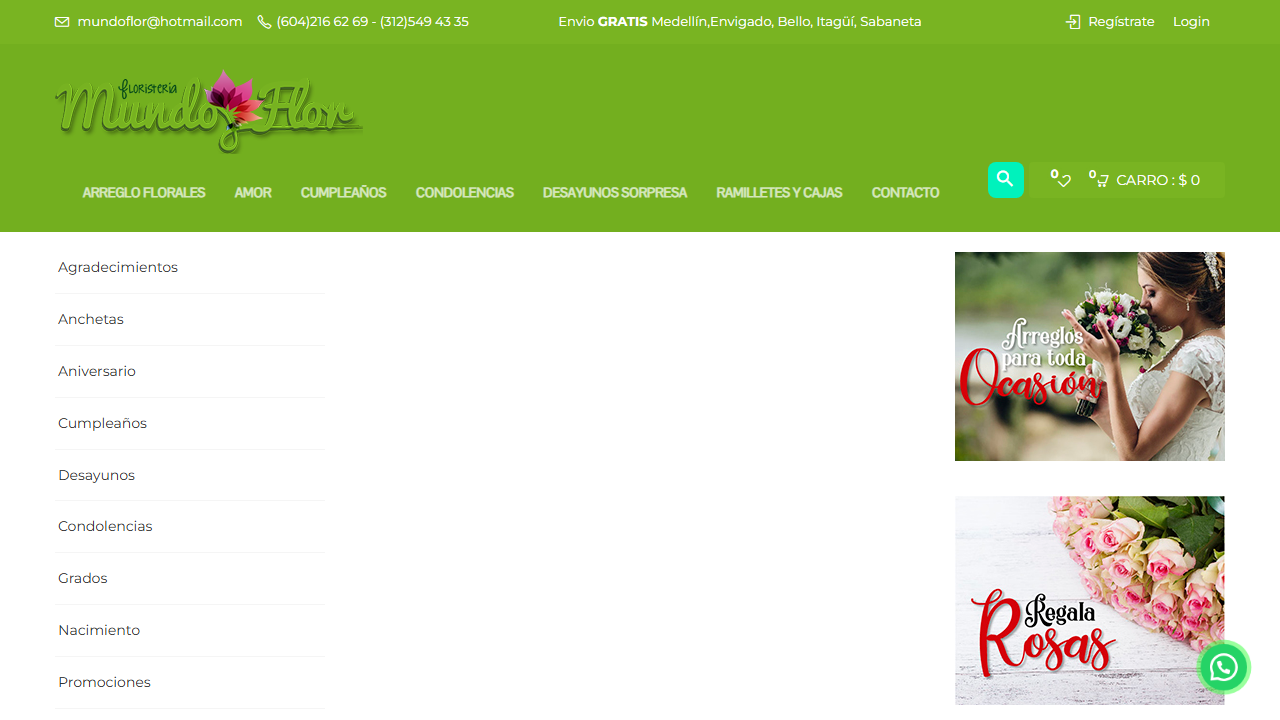 mundoflor@hotmail.com (604)216 62 69 - (312)549 43 35 Envio GRATIS Medellín,Envigado, Bello, Itagüí, Sabaneta Regístrate Login
floristeria
Mundo Flor
ARREGLO FLORALES AMOR CUMPLEAÑOS CONDOLENCIAS DESAYUNOS SORPRESA RAMILLETES Y CAJAS CONTACTO
0 0 CARRO : $ 0
Agradecimientos
Anchetas
Aniversario
Cumpleaños
Desayunos
Condolencias
Grados
Nacimiento
Promociones
Arreglos
para toda
Ocasión
Regala
Rosas